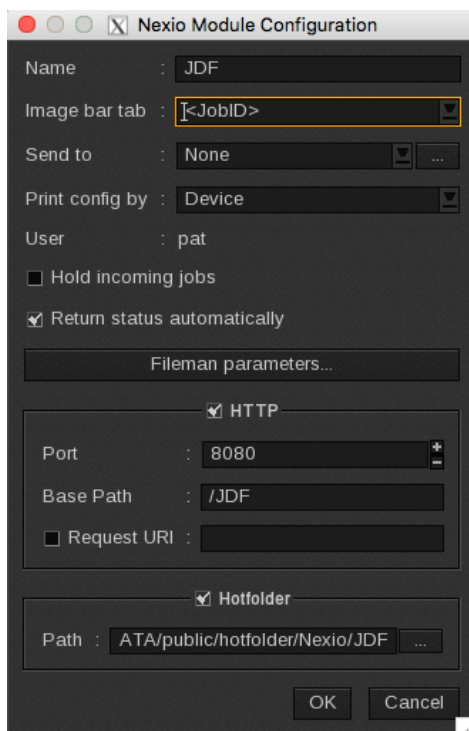 Nexio Module Configuration
Name : JDF
Image bar tab : <JobID>
Send to : None ...
Print config by : Device
User : pat
Hold incoming jobs
Return status automatically
Fileman parameters...
HTTP
Port : 8080
Base Path : /JDF
Request URI :
Hotfolder
Path : ATA/public/hotfolder/Nexio/JDF ...
OK Cancel